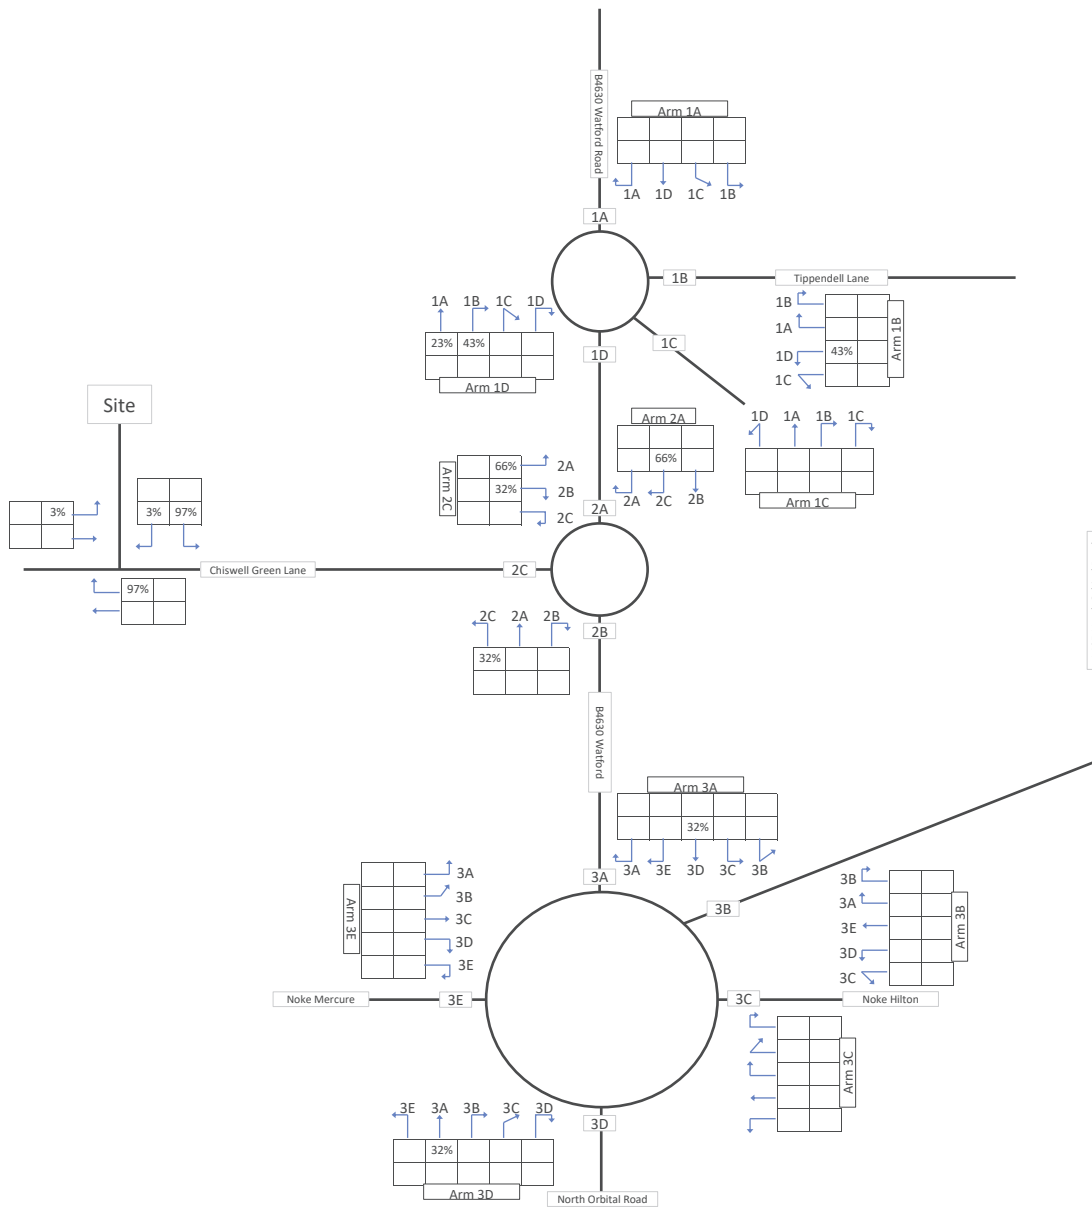 B4630 Watford Road
Arm 1A
1A 1D 1C 1B
1A
1B
Tippendell Lane
1A 1B 1C 1D
23% 43%
Arm 1D
1D
1C
1B
1A
1D 43%
1C
Arm 1B
Site
Arm 2A
66%
2A 2C 2B
1D 1A 1B 1C
Arm 1C
Arm 2C
66% 2A
32% 2B
2C
2A
3%
3% 97%
Chiswell Green Lane
2C
97%
2C 2A 2B
32%
2B
B4630 Watford
Arm 3A
32%
3A 3E 3D 3C 3B
3A
3B
Arm 3E
3A
3B
3C
3D
3E
3B
3A
3E
3D
3C
Arm 3B
Noke Mercure
3E
3C
Noke Hilton
Arm 3C
3E 3A 3B 3C 3D
32%
Arm 3D
3D
North Orbital Road